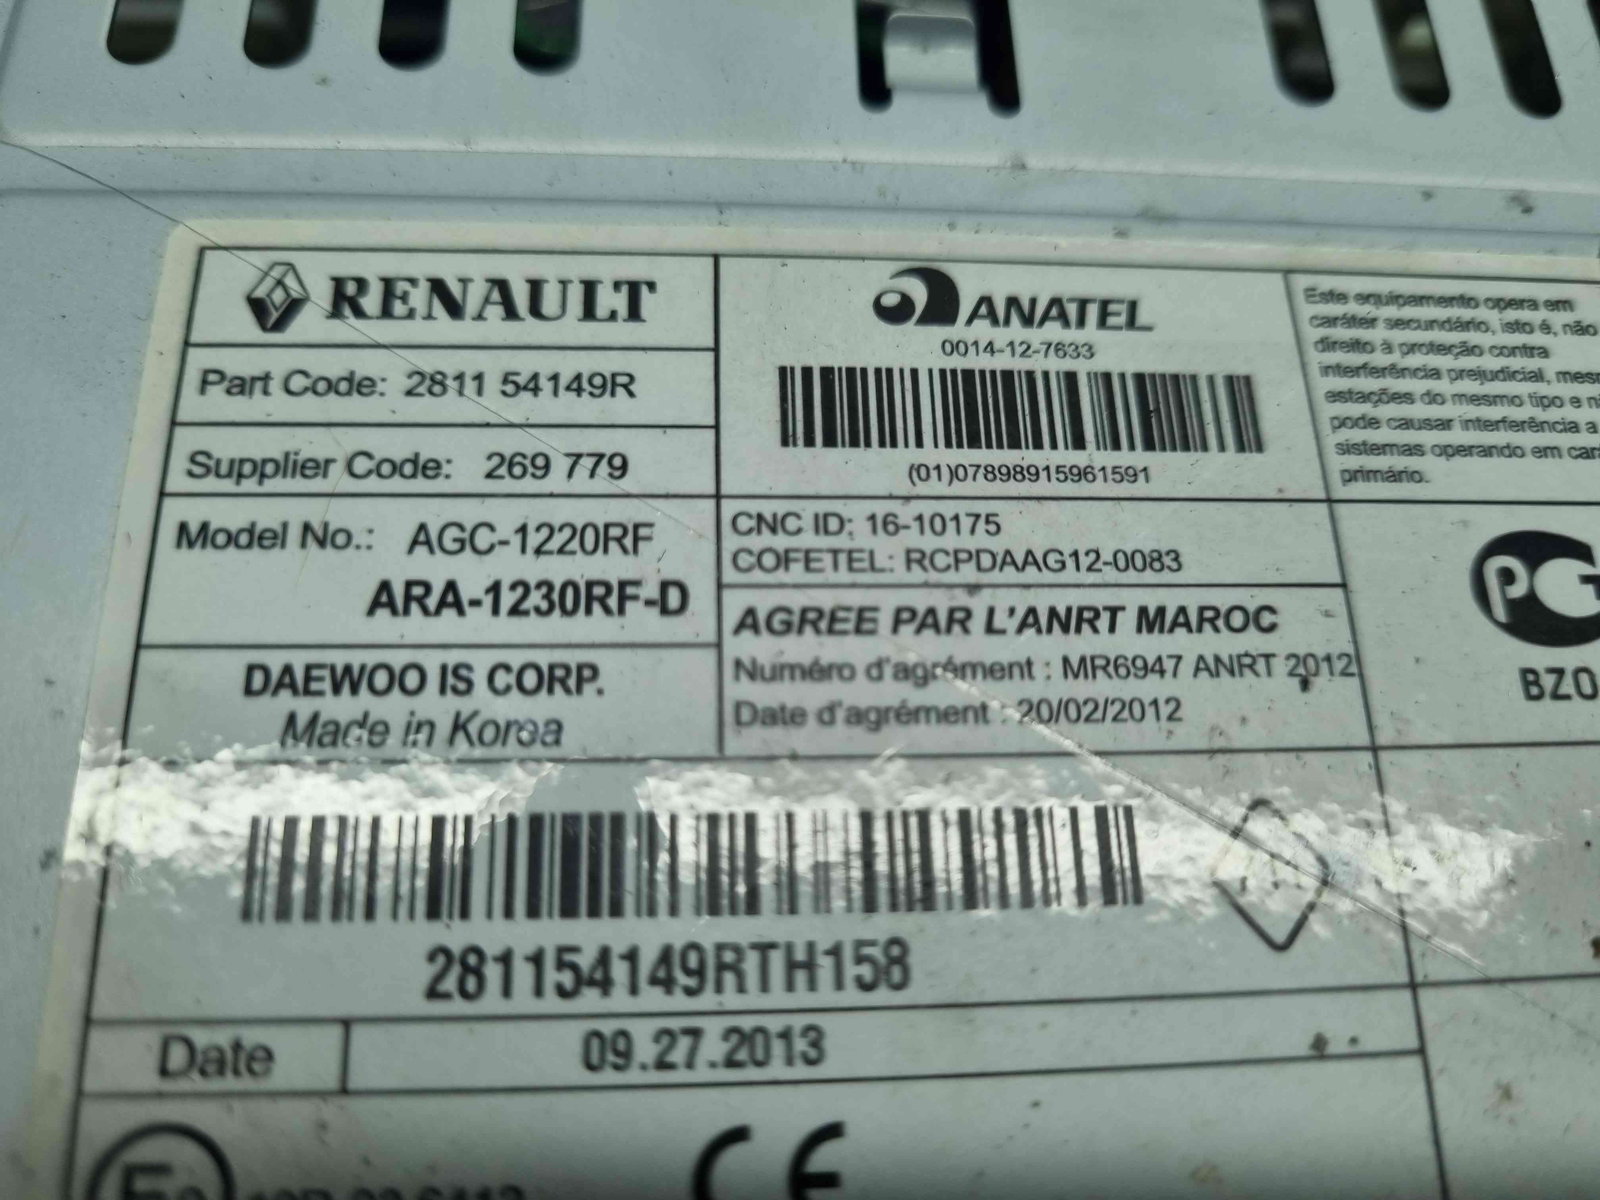 RENAULT
Part Code: 2811 54149R
Supplier Code: 269 779
Model No.: AGC-1220RF
ARA-1230RF-D
DAEWOO IS CORP.
Made in Korea
ANATEL
0014-12-7633
(01)07898915961591
Este equipamento opera em
caráter secundário, isto é, não
direito à proteção contra
interferência prejudicial,
estações do mesmo tipo e
pode causar interferência a
sistemas operando em
primário.
CNC ID: 16-10175
COFETEL: RCPDAAG12-0083
AGREE PAR L'ANRT MAROC
Numéro d'agrément : MR6947 ANRT 2012
Date d'agrément : 20/02/2012
281154149RTH158
Date 09.27.2013
CE